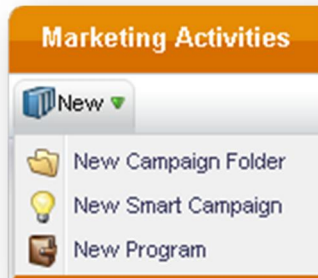 Marketing Activities
New
New Campaign Folder
New Smart Campaign
New Program